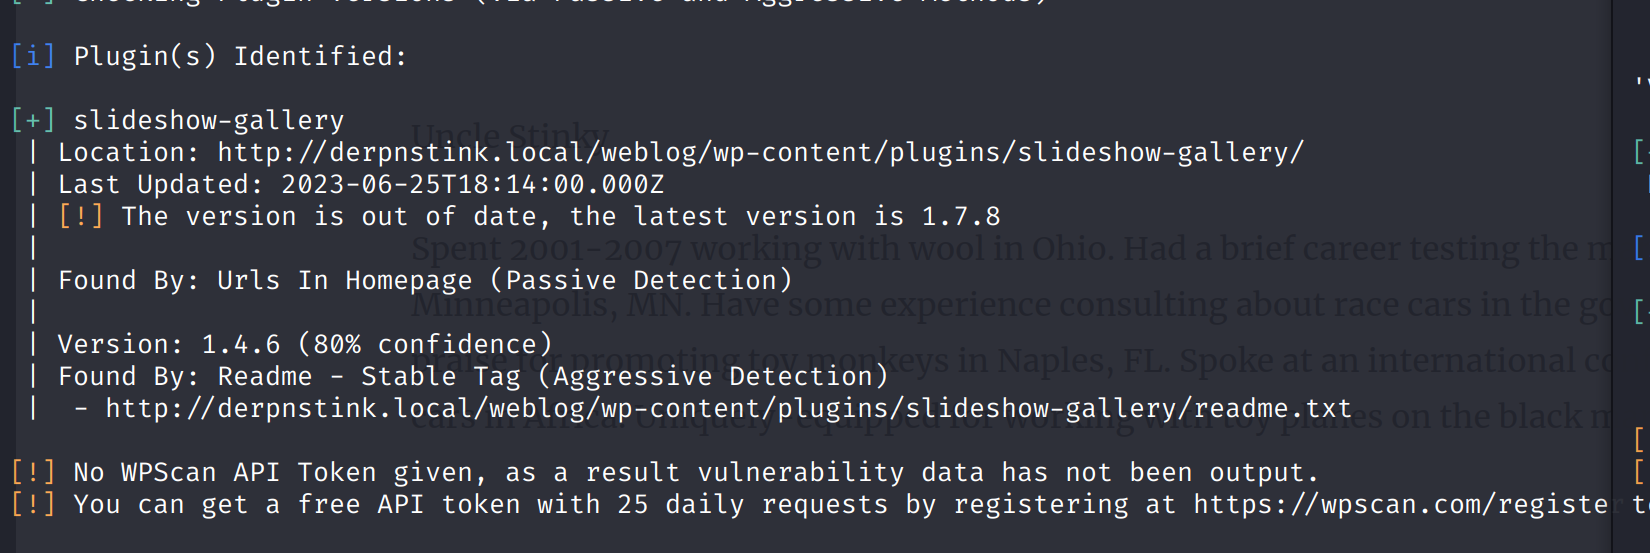 [i] Plugin(s) Identified:
[+] slideshow-gallery
Uncle Stinky
| Location: http://derpnstink.local/weblog/wp-content/plugins/slideshow-gallery/
| Last Updated: 2023-06-25T18:14:00.000Z
| [!] The version is out of date, the latest version is 1.7.8
|
Spent 2001-2007 working with wool in Ohio. Had a brief career testing the
| Found By: Urls In Homepage (Passive Detection)
|
Minneapolis, MN. Have some experience consulting about race cars in the
| Version: 1.4.6 (80% confidence)
praise for promoting toy monkeys in Naples, FL. Spoke at an international
| Found By: Readme - Stable Tag (Aggressive Detection)
| - http://derpnstink.local/weblog/wp-content/plugins/slideshow-gallery/readme.txt
cars in Africa. Uniquely equipped for working with toy planes on the black
[!] No WPScan API Token given, as a result vulnerability data has not been output.
[!] You can get a free API token with 25 daily requests by registering at https://wpscan.com/register